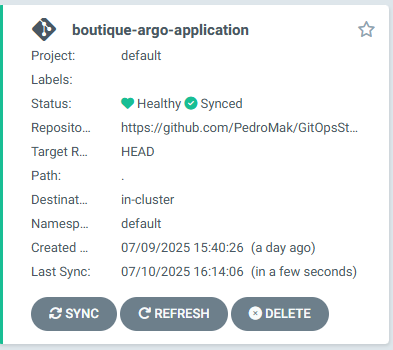 boutique-argo-application
Project: default
Labels:
Status: Healthy Synced
Reposito... https://github.com/PedroMak/GitOpsSt...
Target R... HEAD
Path: .
Destinat... in-cluster
Namesp... default
Created ... 07/09/2025 15:40:26 (a day ago)
Last Sync: 07/10/2025 16:14:06 (in a few seconds)
SYNC REFRESH DELETE